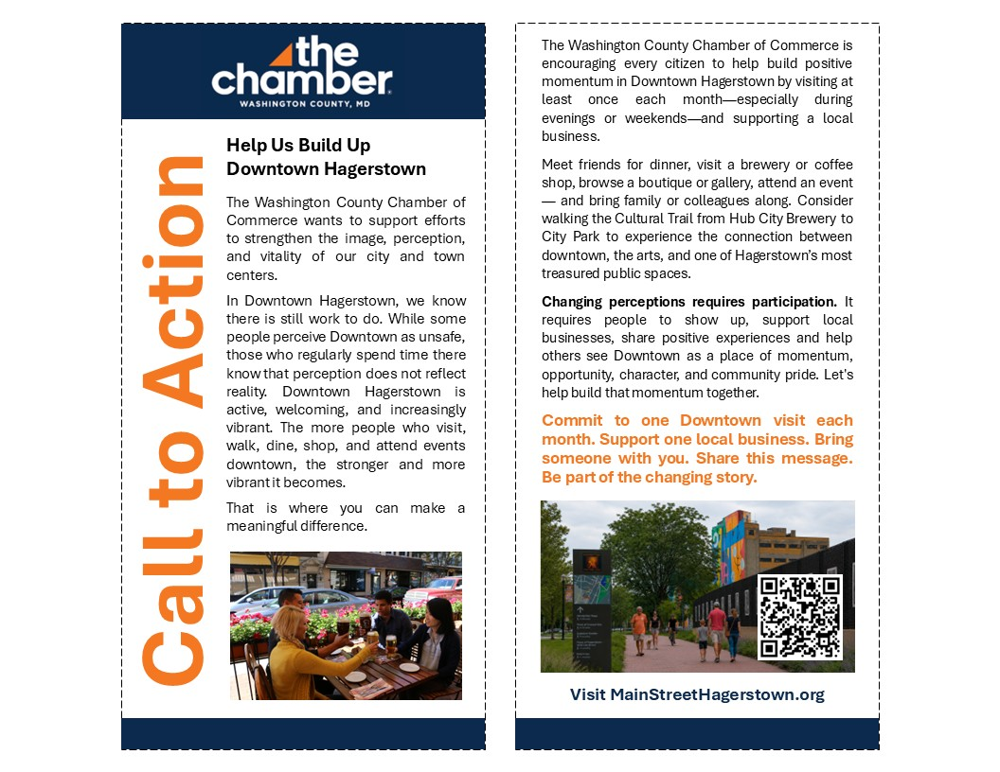 the
chamber
WASHINGTON COUNTY, MD
Call to Action
Help Us Build Up
Downtown Hagerstown
The Washington County Chamber of
Commerce wants to support efforts
to strengthen the image, perception,
and vitality of our city and town
centers.
In Downtown Hagerstown, we know
there is still work to do. While some
people perceive Downtown as unsafe,
those who regularly spend time there
know that perception does not reflect
reality. Downtown Hagerstown is
active, welcoming, and increasingly
vibrant. The more people who visit,
walk, dine, shop, and attend events
downtown, the stronger and more
vibrant it becomes.
That is where you can make a
meaningful difference.
The Washington County Chamber of Commerce is
encouraging every citizen to help build positive
momentum in Downtown Hagerstown by visiting at
least once each month—especially during
evenings or weekends—and supporting a local
business.
Meet friends for dinner, visit a brewery or coffee
shop, browse a boutique or gallery, attend an event
— and bring family or colleagues along. Consider
walking the Cultural Trail from Hub City Brewery to
City Park to experience the connection between
downtown, the arts, and one of Hagerstown's most
treasured public spaces.
Changing perceptions requires participation. It
requires people to show up, support local
businesses, share positive experiences and help
others see Downtown as a place of momentum,
opportunity, character, and community pride. Let's
help build that momentum together.
Commit to one Downtown visit each
month. Support one local business. Bring
someone with you. Share this message.
Be part of the changing story.
Visit MainStreetHagerstown.org